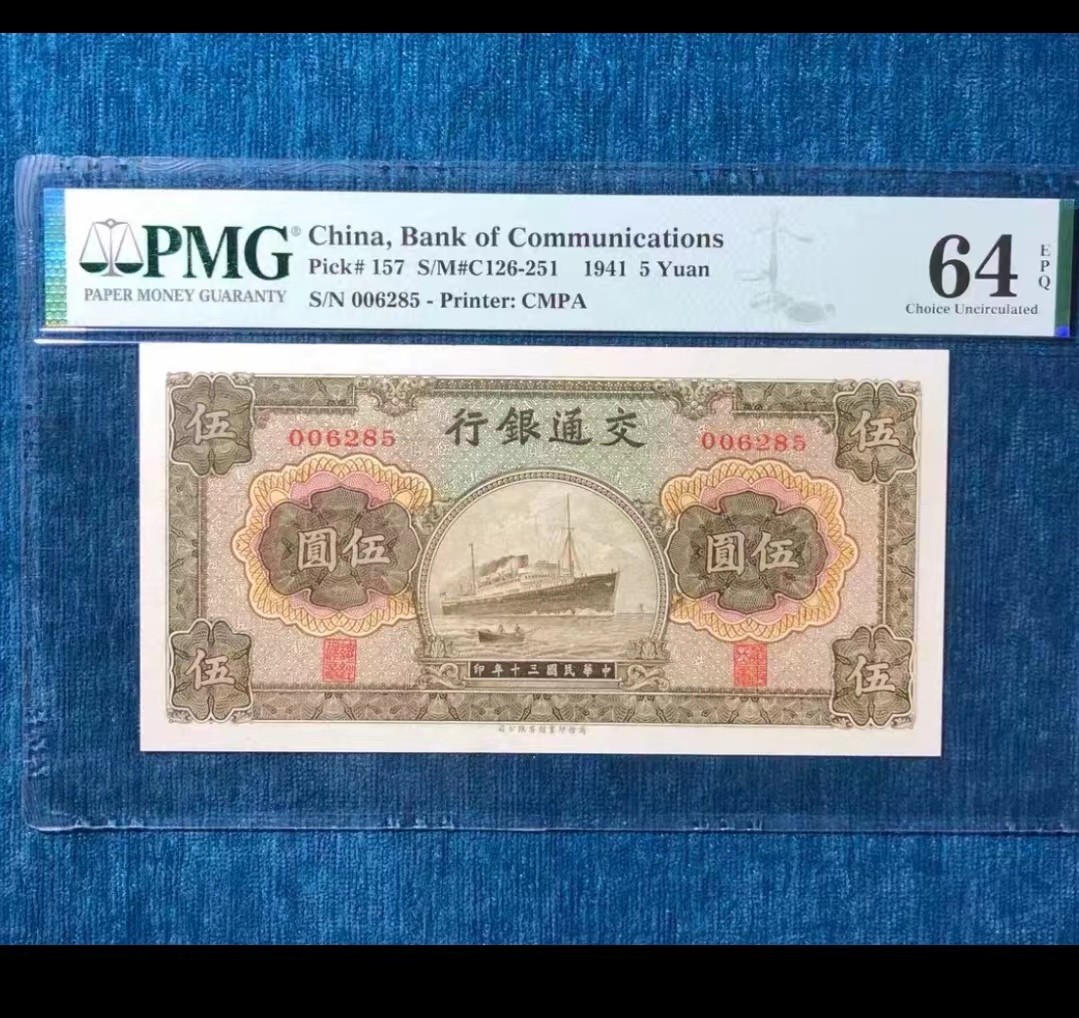 PMG®
PAPER MONEY GUARANTY
China, Bank of Communications
Pick# 157 S/M#C126-251 1941 5 Yuan
S/N 006285 - Printer: CMPA
64
EPQ
Choice Uncirculated
伍
伍
006285
行銀通交
006285
圓伍
圓伍
印年十三國民華中
伍
伍